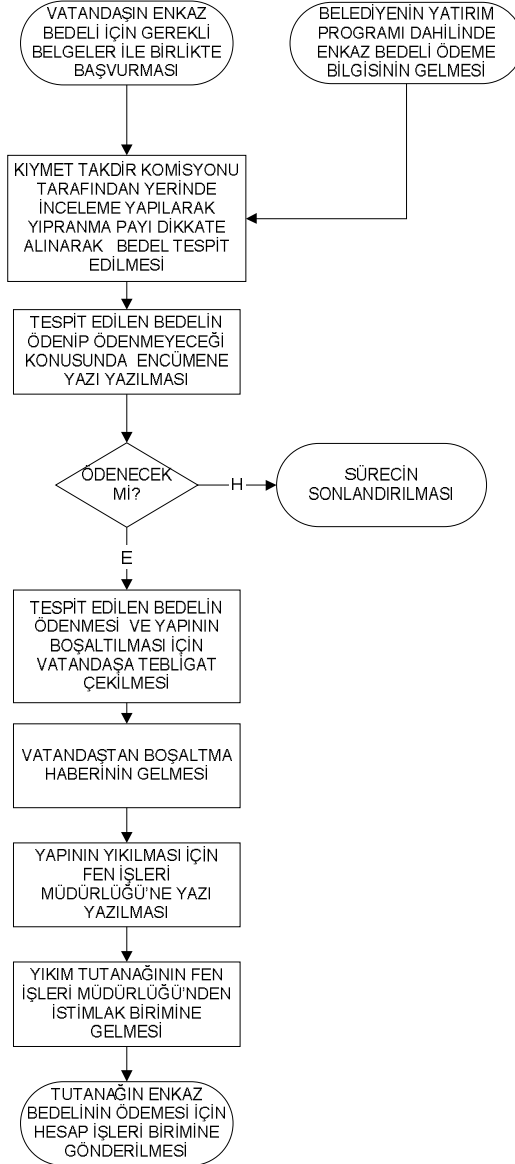 VATANDAŞIN ENKAZ
BEDELİ İÇİN GEREKLİ
BELGELER İLE BİRLİKTE
BAŞVURMASI
BELEDİYENİN YATIRIM
PROGRAMI DAHİLİNDE
ENKAZ BEDELİ ÖDEME
BİLGİSİNİN GELMESİ
KIYMET TAKDİR KOMİSYONU
TARAFINDAN YERİNDE
İNCELEME YAPILARAK
YIPRANMA PAYI DİKKATE
ALINARAK BEDEL TESPİT
EDİLMESİ
TESPİT EDİLEN BEDELİN
ÖDENİP ÖDENMEYECEĞİ
KONUSUNDA ENCÜMENE
YAZI YAZILMASI
ÖDENECEK
Mİ?
H
SÜRECİN
SONLANDIRILMASI
E
TESPİT EDİLEN BEDELİN
ÖDENMESİ VE YAPININ
BOŞALTILMASI İÇİN
VATANDAŞA TEBLİGAT
ÇEKİLMESİ
VATANDAŞTAN BOŞALTMA
HABERİNİN GELMESİ
YAPININ YIKILMASI İÇİN
FEN İŞLERİ
MÜDÜRLÜĞÜ'NE YAZI
YAZILMASI
YIKIM TUTANAĞININ FEN
İŞLERİ MÜDÜRLÜĞÜ'NDEN
İSTİMLAK BİRİMİNE
GELMESİ
TUTANAĞIN ENKAZ
BEDELİNİN ÖDEMESİ İÇİN
HESAP İŞLERİ BİRİMİNE
GÖNDERİLMESİ